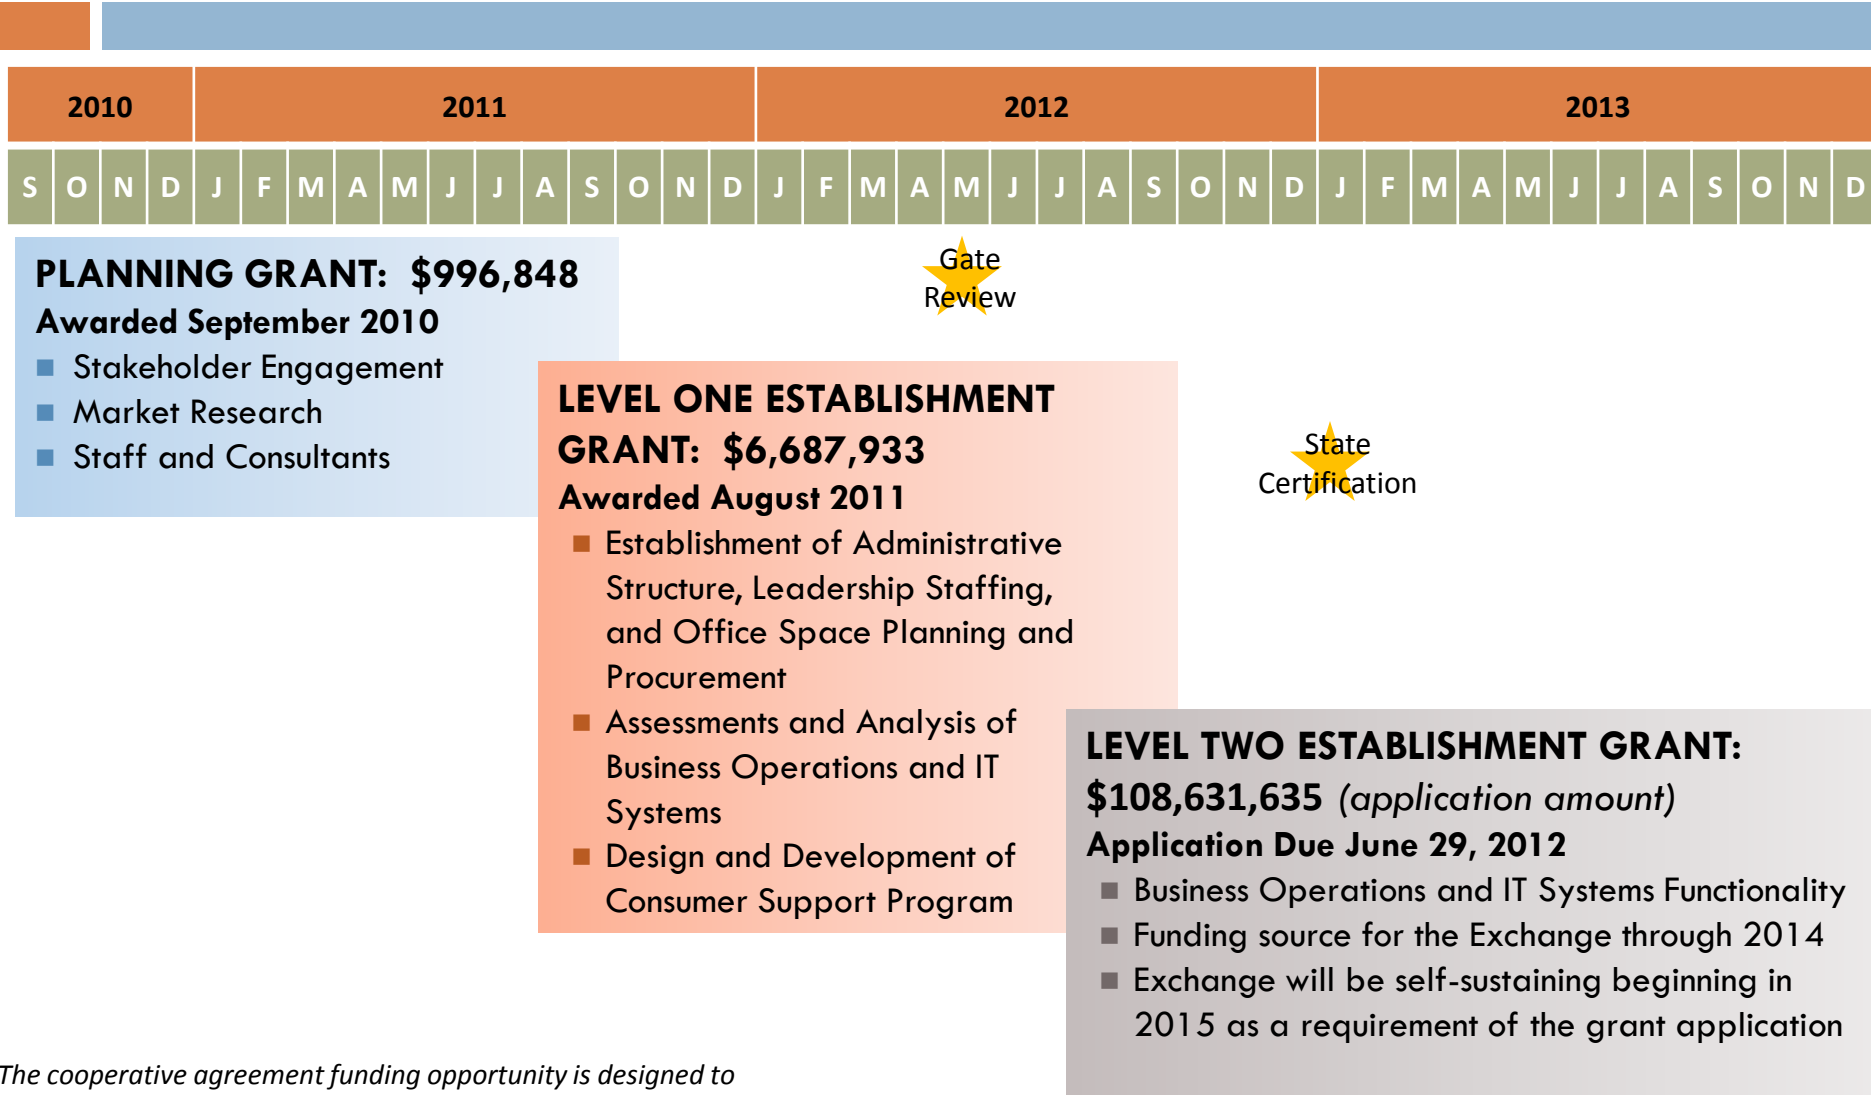 2010 2011 2012 2013
S O N D J F M A M J J A S O N D J F M A M J J A S O N D J F M A M J J A S O N D
PLANNING GRANT: $996,848
Awarded September 2010
Stakeholder Engagement
Market Research
Staff and Consultants
Gate
Review
LEVEL ONE ESTABLISHMENT
GRANT: $6,687,933
Awarded August 2011
Establishment of Administrative
Structure, Leadership Staffing,
and Office Space Planning and
Procurement
Assessments and Analysis of
Business Operations and IT
Systems
Design and Development of
Consumer Support Program
State
Certification
LEVEL TWO ESTABLISHMENT GRANT:
$108,631,635 (application amount)
Application Due June 29, 2012
Business Operations and IT Systems Functionality
Funding source for the Exchange through 2014
Exchange will be self-sustaining beginning in
2015 as a requirement of the grant application
The cooperative agreement funding opportunity is designed to